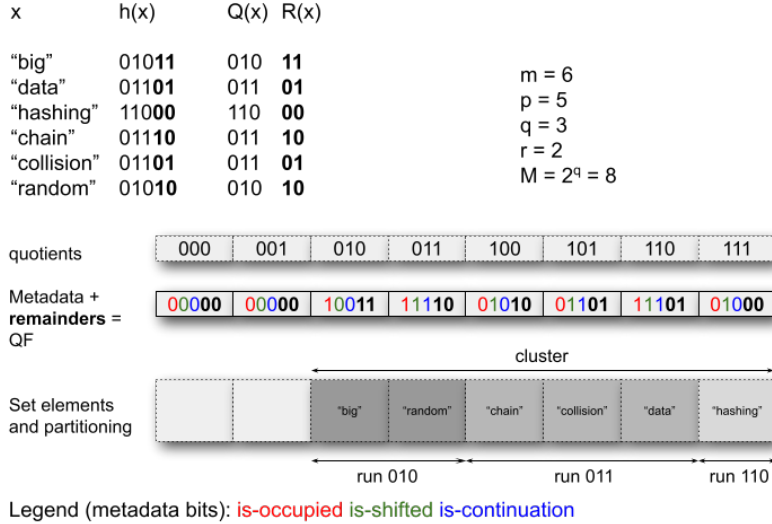 x h(x) Q(x) R(x)
“big” 01011 010 11
“data” 01101 011 01
“hashing” 11000 110 00
“chain” 01110 011 10
“collision” 01101 011 01
“random” 01010 010 10
m = 6
p = 5
q = 3
r = 2
M = 2^q = 8
quotients 000 001 010 011 100 101 110 111
Metadata +
remainders =
QF
00000 00000 10011 11110 01010 01101 11101 01000
cluster
Set elements
and partitioning
“big” “random” “chain” “collision” “data” “hashing”
run 010 run 011 run 110
Legend (metadata bits): is-occupied is-shifted is-continuation